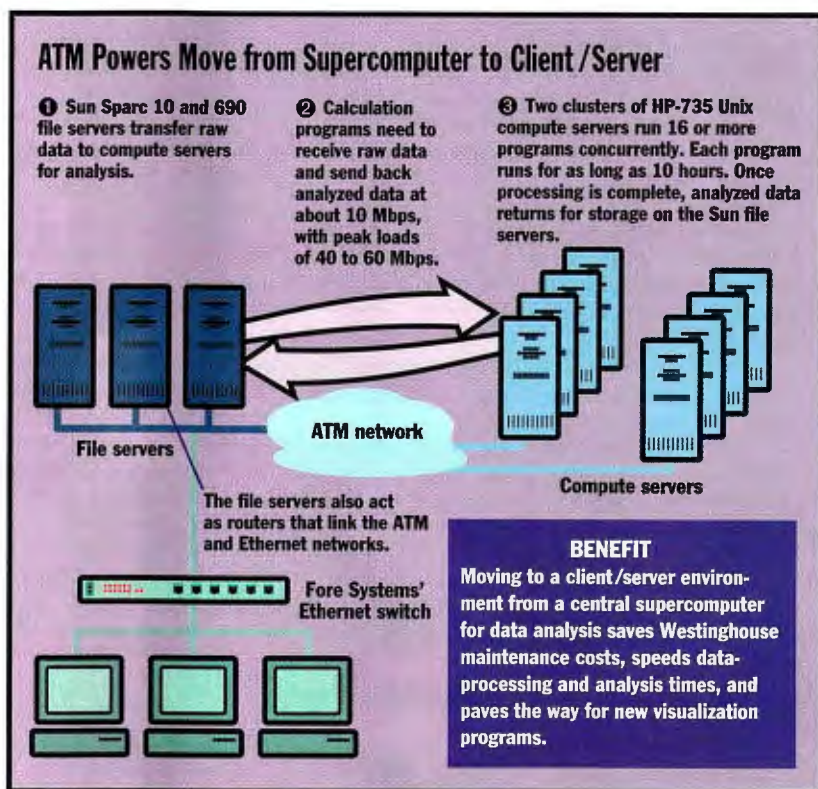 ATM Powers Move from Supercomputer to Client/Server
❶ Sun Sparc 10 and 690
file servers transfer raw
data to compute servers
for analysis.
❷ Calculation
programs need to
receive raw data
and send back
analyzed data at
about 10 Mbps,
with peak loads
of 40 to 60 Mbps.
❸ Two clusters of HP-735 Unix
compute servers run 16 or more
programs concurrently. Each program
runs for as long as 10 hours. Once
processing is complete, analyzed data
returns for storage on the Sun file
servers.
File servers
ATM network
Compute servers
The file servers also act
as routers that link the ATM
and Ethernet networks.
Fore Systems'
Ethernet switch
BENEFIT
Moving to a client/server environ-
ment from a central supercomputer
for data analysis saves Westinghouse
maintenance costs, speeds data-
processing and analysis times, and
paves the way for new visualization
programs.